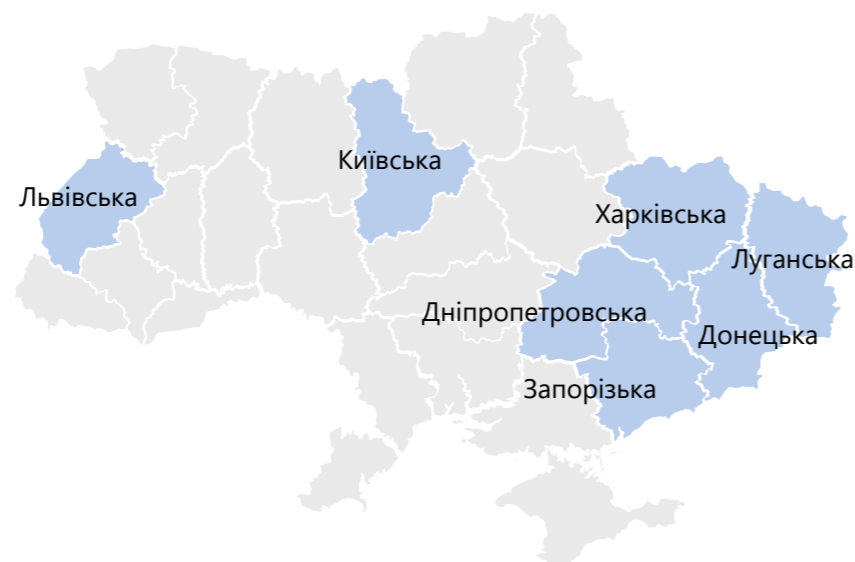 Київська
Львівська
Харківська
Луганська
Дніпропетровська
Донецька
Запорізька